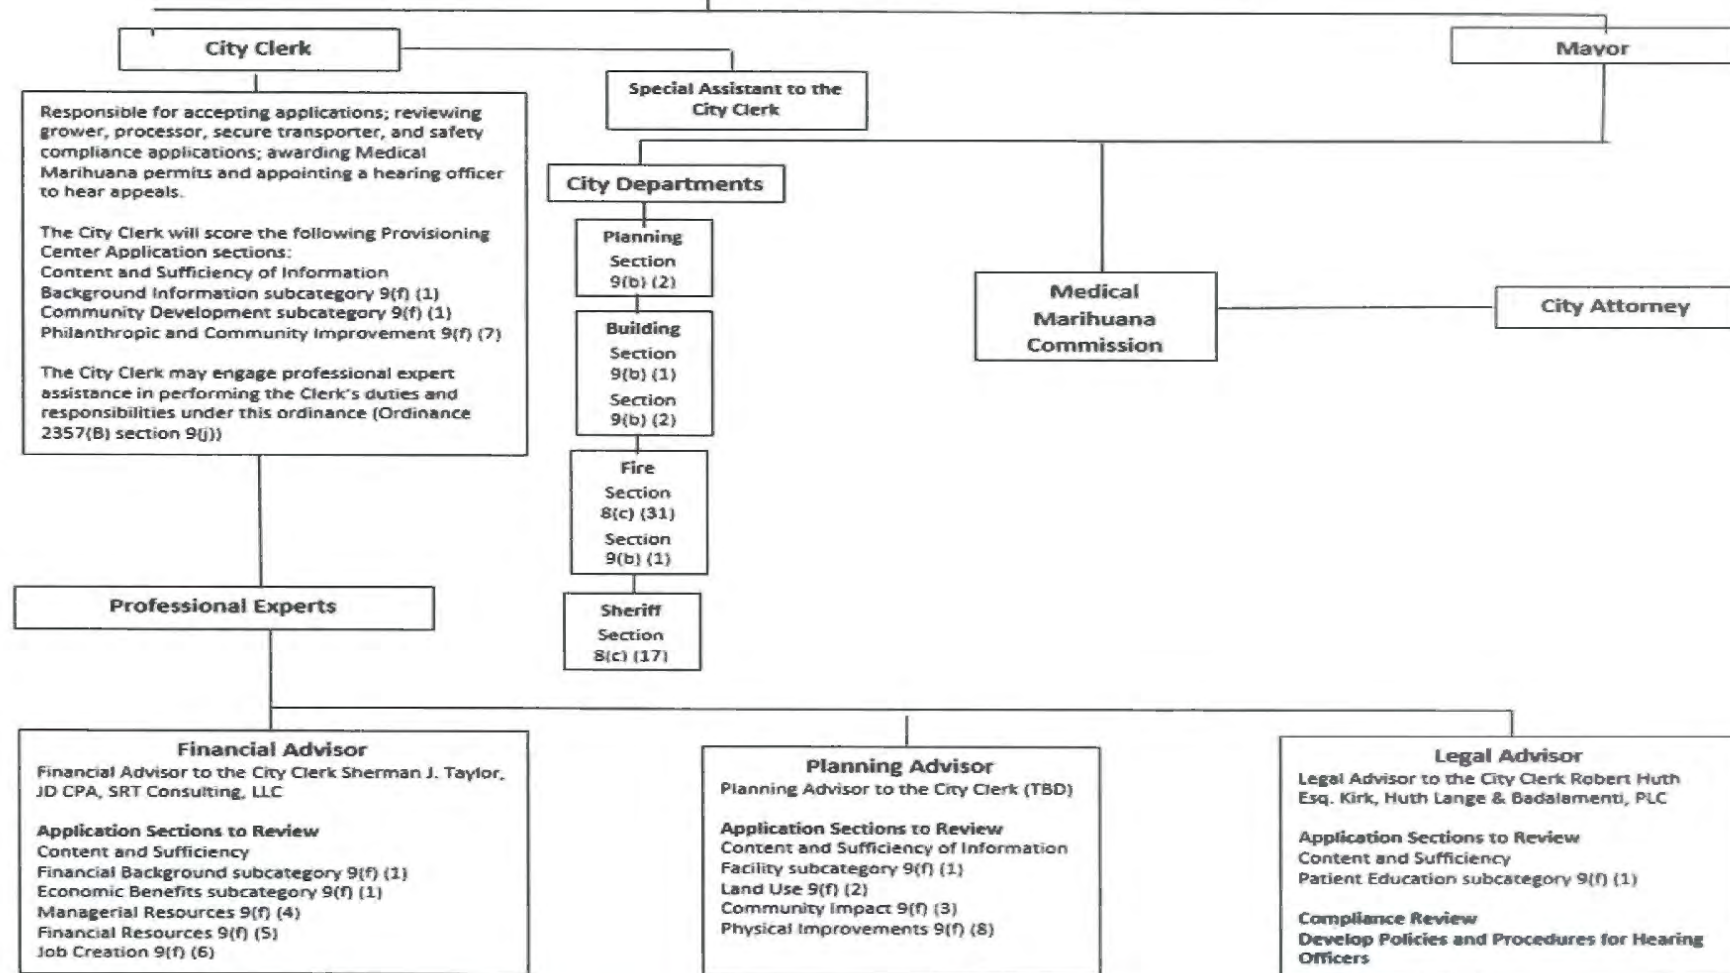 City Clerk
Mayor
Special Assistant to the
City Clerk
Responsible for accepting applications; reviewing
grower, processor, secure transporter, and safety
compliance applications; awarding Medical
Marihuana permits and appointing a hearing officer
to hear appeals.
The City Clerk will score the following Provisioning
Center Application sections:
Content and Sufficiency of Information
Background Information subcategory 9(f) (1)
Community Development subcategory 9(f) (1)
Philanthropic and Community Improvement 9(f) (7)
The City Clerk may engage professional expert
assistance in performing the Clerk's duties and
responsibilities under this ordinance (Ordinance
2357(B) section 9(j))
City Departments
Planning
Section
9(b) (2)
Building
Section
9(b) (1)
Section
9(b) (2)
Fire
Section
8(c) (31)
Section
9(b) (1)
Sheriff
Section
8(c) (17)
Medical
Marihuana
Commission
City Attorney
Professional Experts
Financial Advisor
Financial Advisor to the City Clerk Sherman J. Taylor,
JD CPA, SRT Consulting, LLC
Application Sections to Review
Content and Sufficiency
Financial Background subcategory 9(f) (1)
Economic Benefits subcategory 9(f) (1)
Managerial Resources 9(f) (4)
Financial Resources 9(f) (5)
Job Creation 9(f) (6)
Planning Advisor
Planning Advisor to the City Clerk (TBD)
Application Sections to Review
Content and Sufficiency of Information
Facility subcategory 9(f) (1)
Land Use 9(f) (2)
Community Impact 9(f) (3)
Physical Improvements 9(f) (8)
Legal Advisor
Legal Advisor to the City Clerk Robert Huth
Esq. Kirk, Huth Lange & Badalamenti, PLC
Application Sections to Review
Content and Sufficiency
Patient Education subcategory 9(f) (1)
Compliance Review
Develop Policies and Procedures for Hearing
Officers